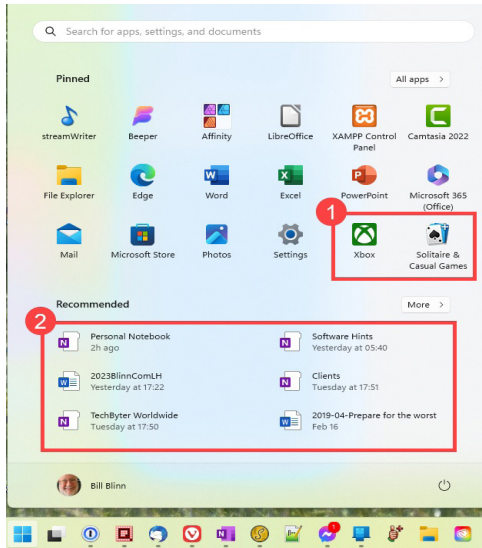 Search for apps, settings, and documents
Pinned
All apps >
streamWriter Beeper Affinity LibreOffice XAMPP Control Panel Camtasia 2022
File Explorer Edge Word Excel PowerPoint Microsoft 365 (Office)
1
Mail Microsoft Store Photos Settings Xbox Solitaire & Casual Games
Recommended
More >
2
Personal Notebook
2h ago
Software Hints
Yesterday at 05:40
2023BlinnComLH
Yesterday at 17:22
Clients
Tuesday at 17:51
TechByter Worldwide
Tuesday at 17:50
2019-04-Prepare for the worst
Feb 16
Bill Blinn